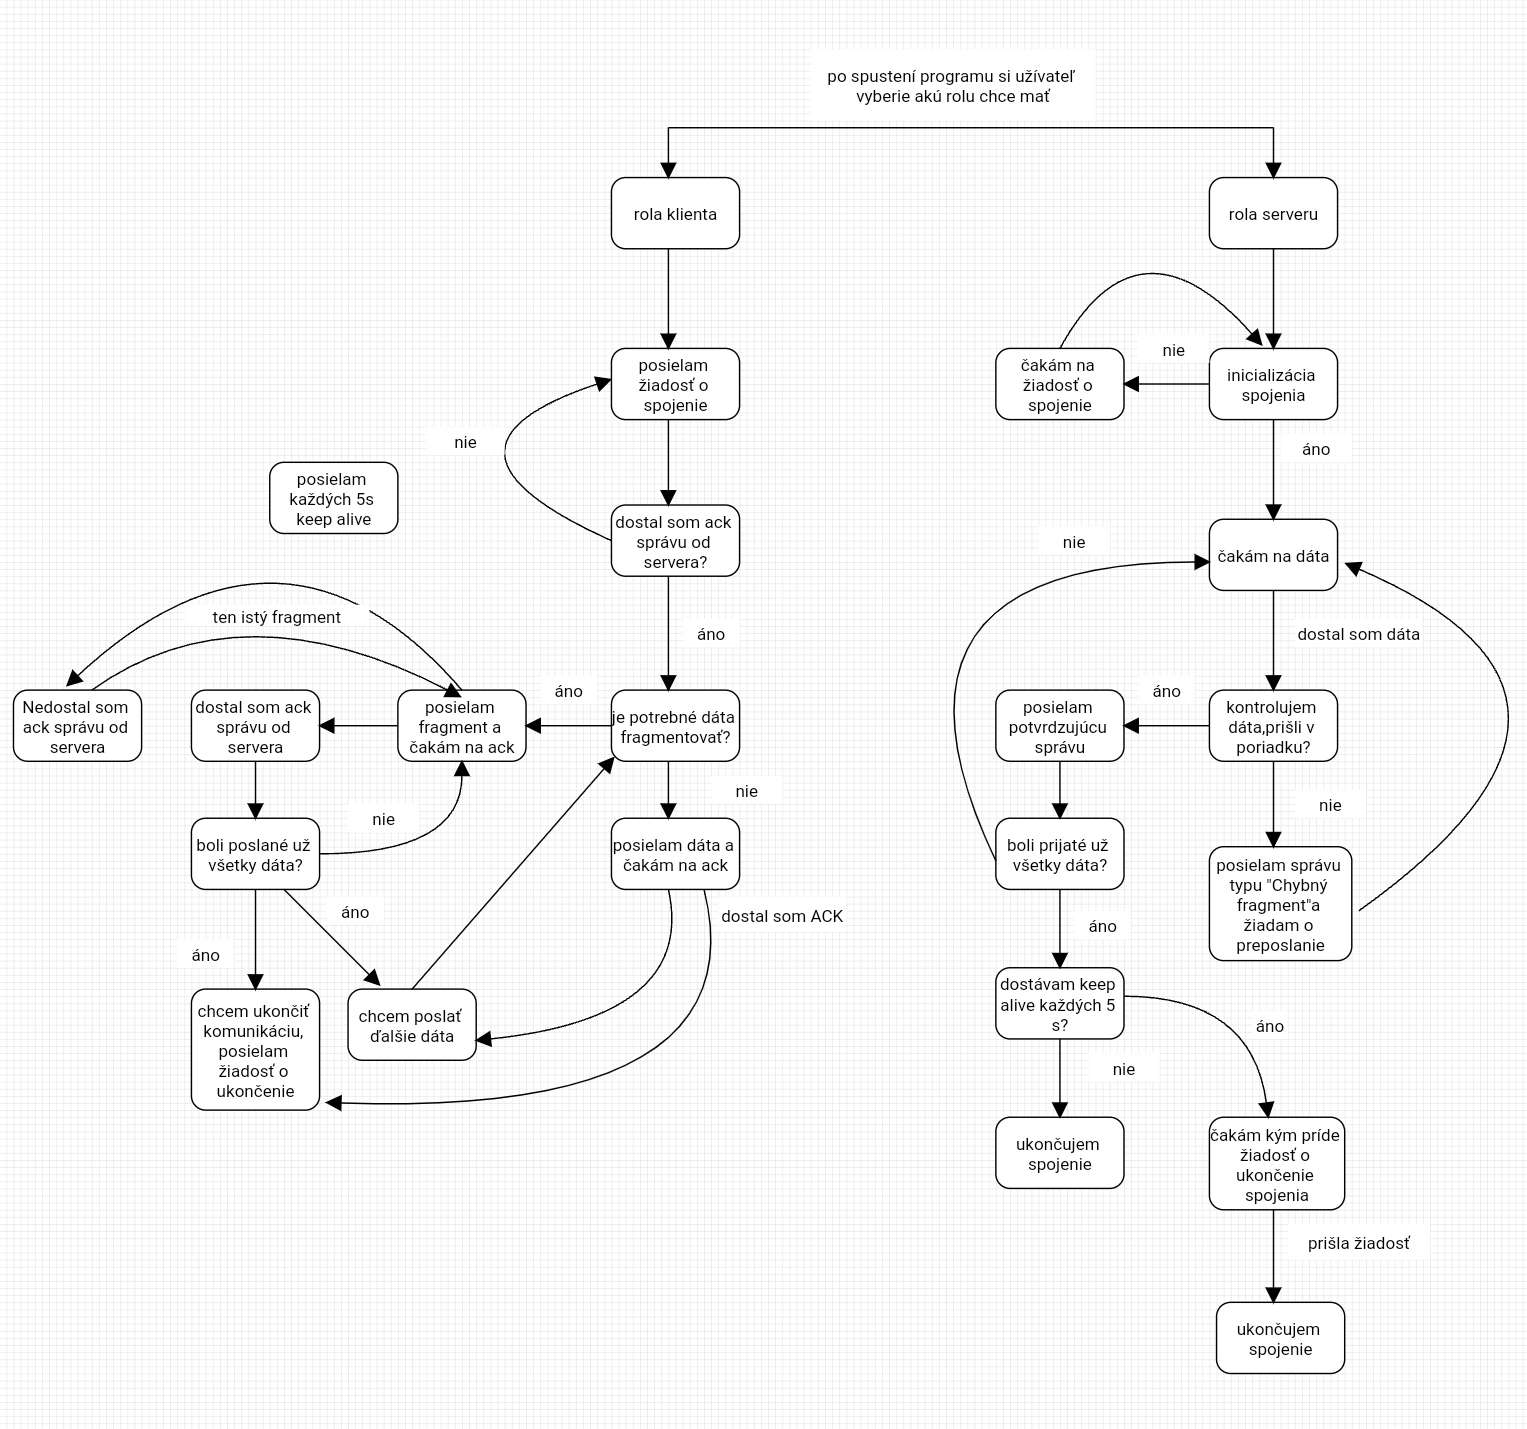 po spustení programu si užívateľ
vyberie akú rolu chce mať
rola klienta
rola serveru
posielam
žiadosť o
spojenie
čakám na
žiadosť o
spojenie
nie
inicializácia
spojenia
nie
áno
posielam
každých 5s
keep alive
dostal som ack
správu od
servera?
nie
čakám na dáta
ten istý fragment
áno
dostal som dáta
Nedostal som
ack správu od
servera
dostal som ack
správu od
servera
posielam
fragment a
čakám na ack
áno
je potrebné dáta
fragmentovať?
posielam
potvrdzujúcu
správu
áno
kontrolujem
dáta,prišli v
poriadku?
nie
nie
nie
boli poslané už
všetky dáta?
posielam dáta a
čakám na ack
boli prijaté už
všetky dáta?
posielam správu
typu "Chybný
fragment"a
žiadam o
preposlanie
áno
dostal som ACK
áno
áno
chcem ukončiť
komunikáciu,
posielam
žiadosť o
ukončenie
chcem poslať
ďalšie dáta
dostávam keep
alive každých 5
s?
áno
nie
ukončujem
spojenie
čakám kým príde
žiadosť o
ukončenie
spojenia
prišla žiadosť
ukončujem
spojenie